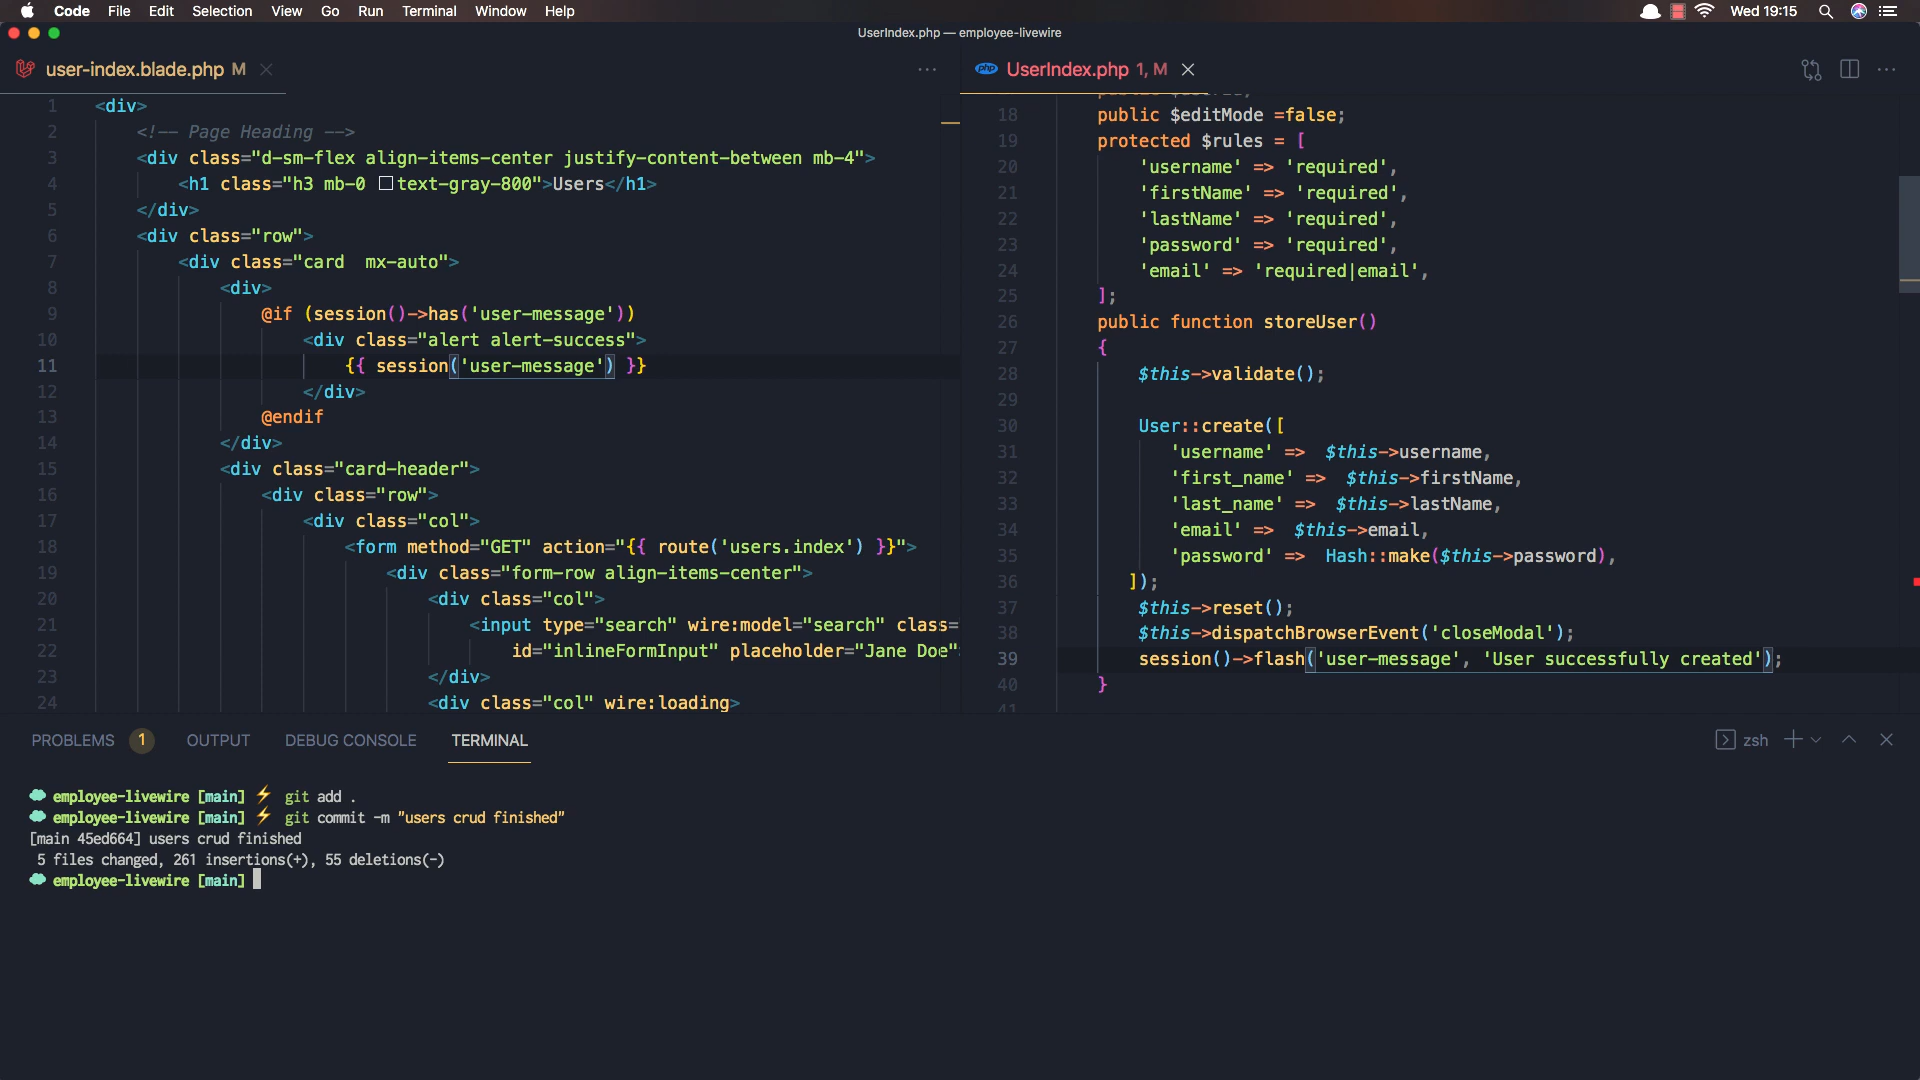 Code File Edit Selection View Go Run Terminal Window Help Wed 19:15
UserIndex.php — employee-livewire
user-index.blade.php M
1 <div>
2 <!-- Page Heading -->
3 <div class="d-sm-flex align-items-center justify-content-between mb-4">
4 <h1 class="h3 mb-0 text-gray-800">Users</h1>
5 </div>
6 <div class="row">
7 <div class="card  mx-auto">
8 <div>
9 @if (session()->has('user-message'))
10 <div class="alert alert-success">
11 {{ session('user-message') }}
12 </div>
13 @endif
14 </div>
15 <div class="card-header">
16 <div class="row">
17 <div class="col">
18 <form method="GET" action="{{ route('users.index') }}">
19 <div class="form-row align-items-center">
20 <div class="col">
21 <input type="search" wire:model="search" class=
22 id="inlineFormInput" placeholder="Jane Doe"
23 </div>
24 <div class="col" wire:loading>
php UserIndex.php 1, M
18 public $editMode =false;
19 protected $rules = [
20 'username' => 'required',
21 'firstName' => 'required',
22 'lastName' => 'required',
23 'password' => 'required',
24 'email' => 'required|email',
25 ];
26 public function storeUser()
27 {
28 $this->validate();
29
30 User::create([
31 'username' => $this->username,
32 'first_name' => $this->firstName,
33 'last_name' => $this->lastName,
34 'email' => $this->email,
35 'password' => Hash::make($this->password),
36 ]);
37 $this->reset();
38 $this->dispatchBrowserEvent('closeModal');
39 session()->flash('user-message', 'User successfully created');
40 }
41
PROBLEMS 1 OUTPUT DEBUG CONSOLE TERMINAL zsh
employee-livewire [main] ⚡ git add .
employee-livewire [main] ⚡ git commit -m "users crud finished"
[main 45ed664] users crud finished
5 files changed, 261 insertions(+), 55 deletions(-)
employee-livewire [main]